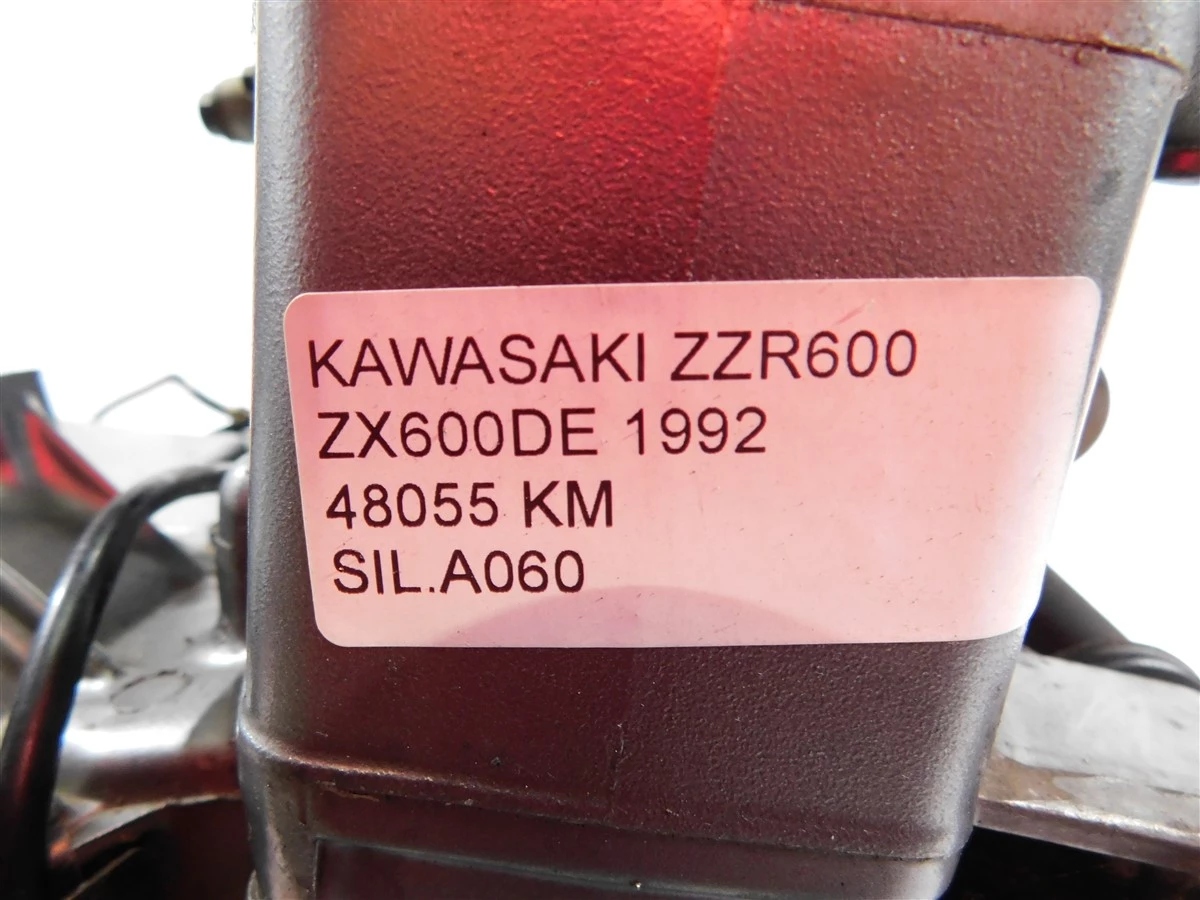 KAWASAKI ZZR600
ZX600DE 1992
48055 KM
SIL.A060